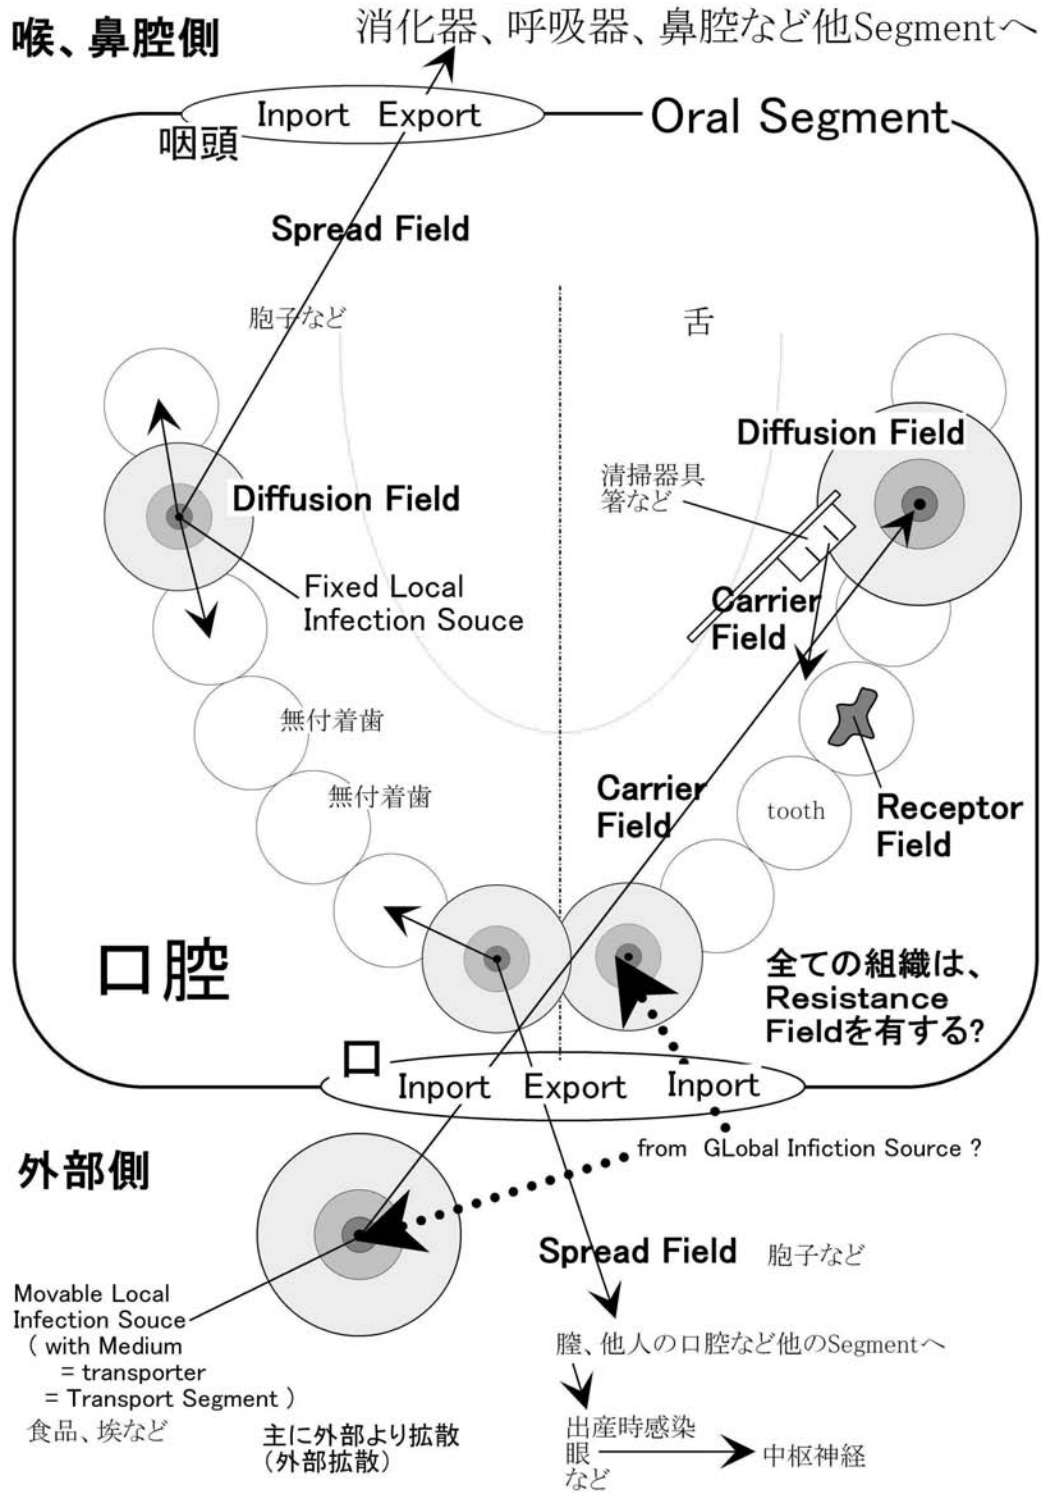 喉、鼻腔側
消化器、呼吸器、鼻腔など他Segmentへ
Inport Export
Oral Segment
咽頭
Spread Field
胞子など
舌
Diffusion Field
清掃器具
箸など
Diffusion Field
Fixed Local
Infection Souce
Carrier
Field
無付着歯
無付着歯
Carrier
Field
tooth
Receptor
Field
口腔
全ての組織は、
Resistance
Fieldを有する?
口
Inport Export Inport
外部側
from GLobal Infiction Source ?
Spread Field 胞子など
Movable Local
Infection Souce
( with Medium
= transporter
= Transport Segment )
食品、埃など
主に外部より拡散
(外部拡散)
膣、他人の口腔など他のSegmentへ
出産時感染
眼
など
中枢神経